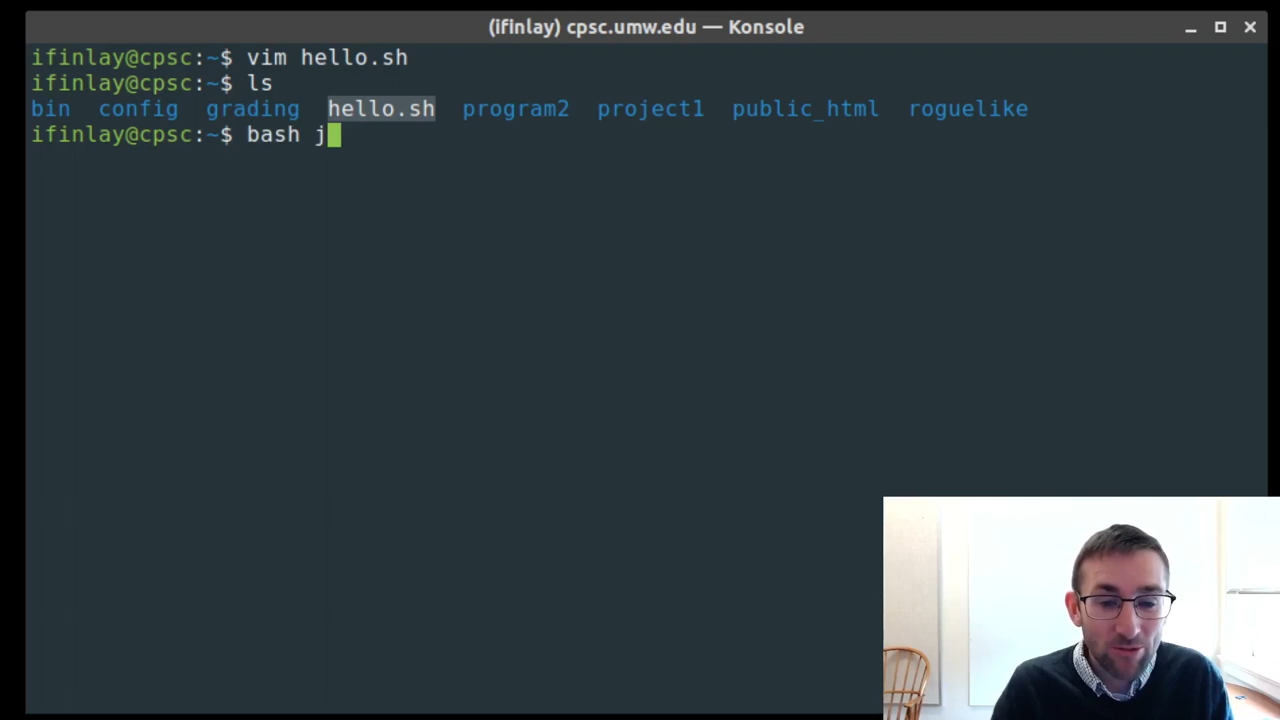 (ifinlay) cpsc.umw.edu — Konsole
ifinlay@cpsc:~$ vim hello.sh
ifinlay@cpsc:~$ ls
bin config grading hello.sh program2 project1 public_html roguelike
ifinlay@cpsc:~$ bash j